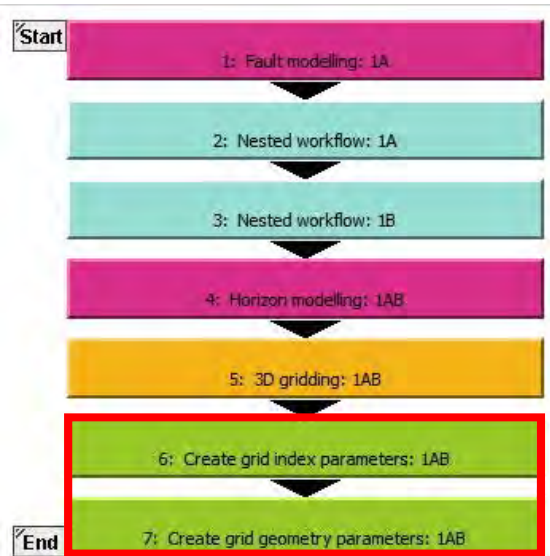 Start
1: Fault modelling: 1A
2: Nested workflow: 1A
3: Nested workflow: 1B
4: Horizon modelling: 1AB
5: 3D gridding: 1AB
6: Create grid index parameters: 1AB
7: Create grid geometry parameters: 1AB
End